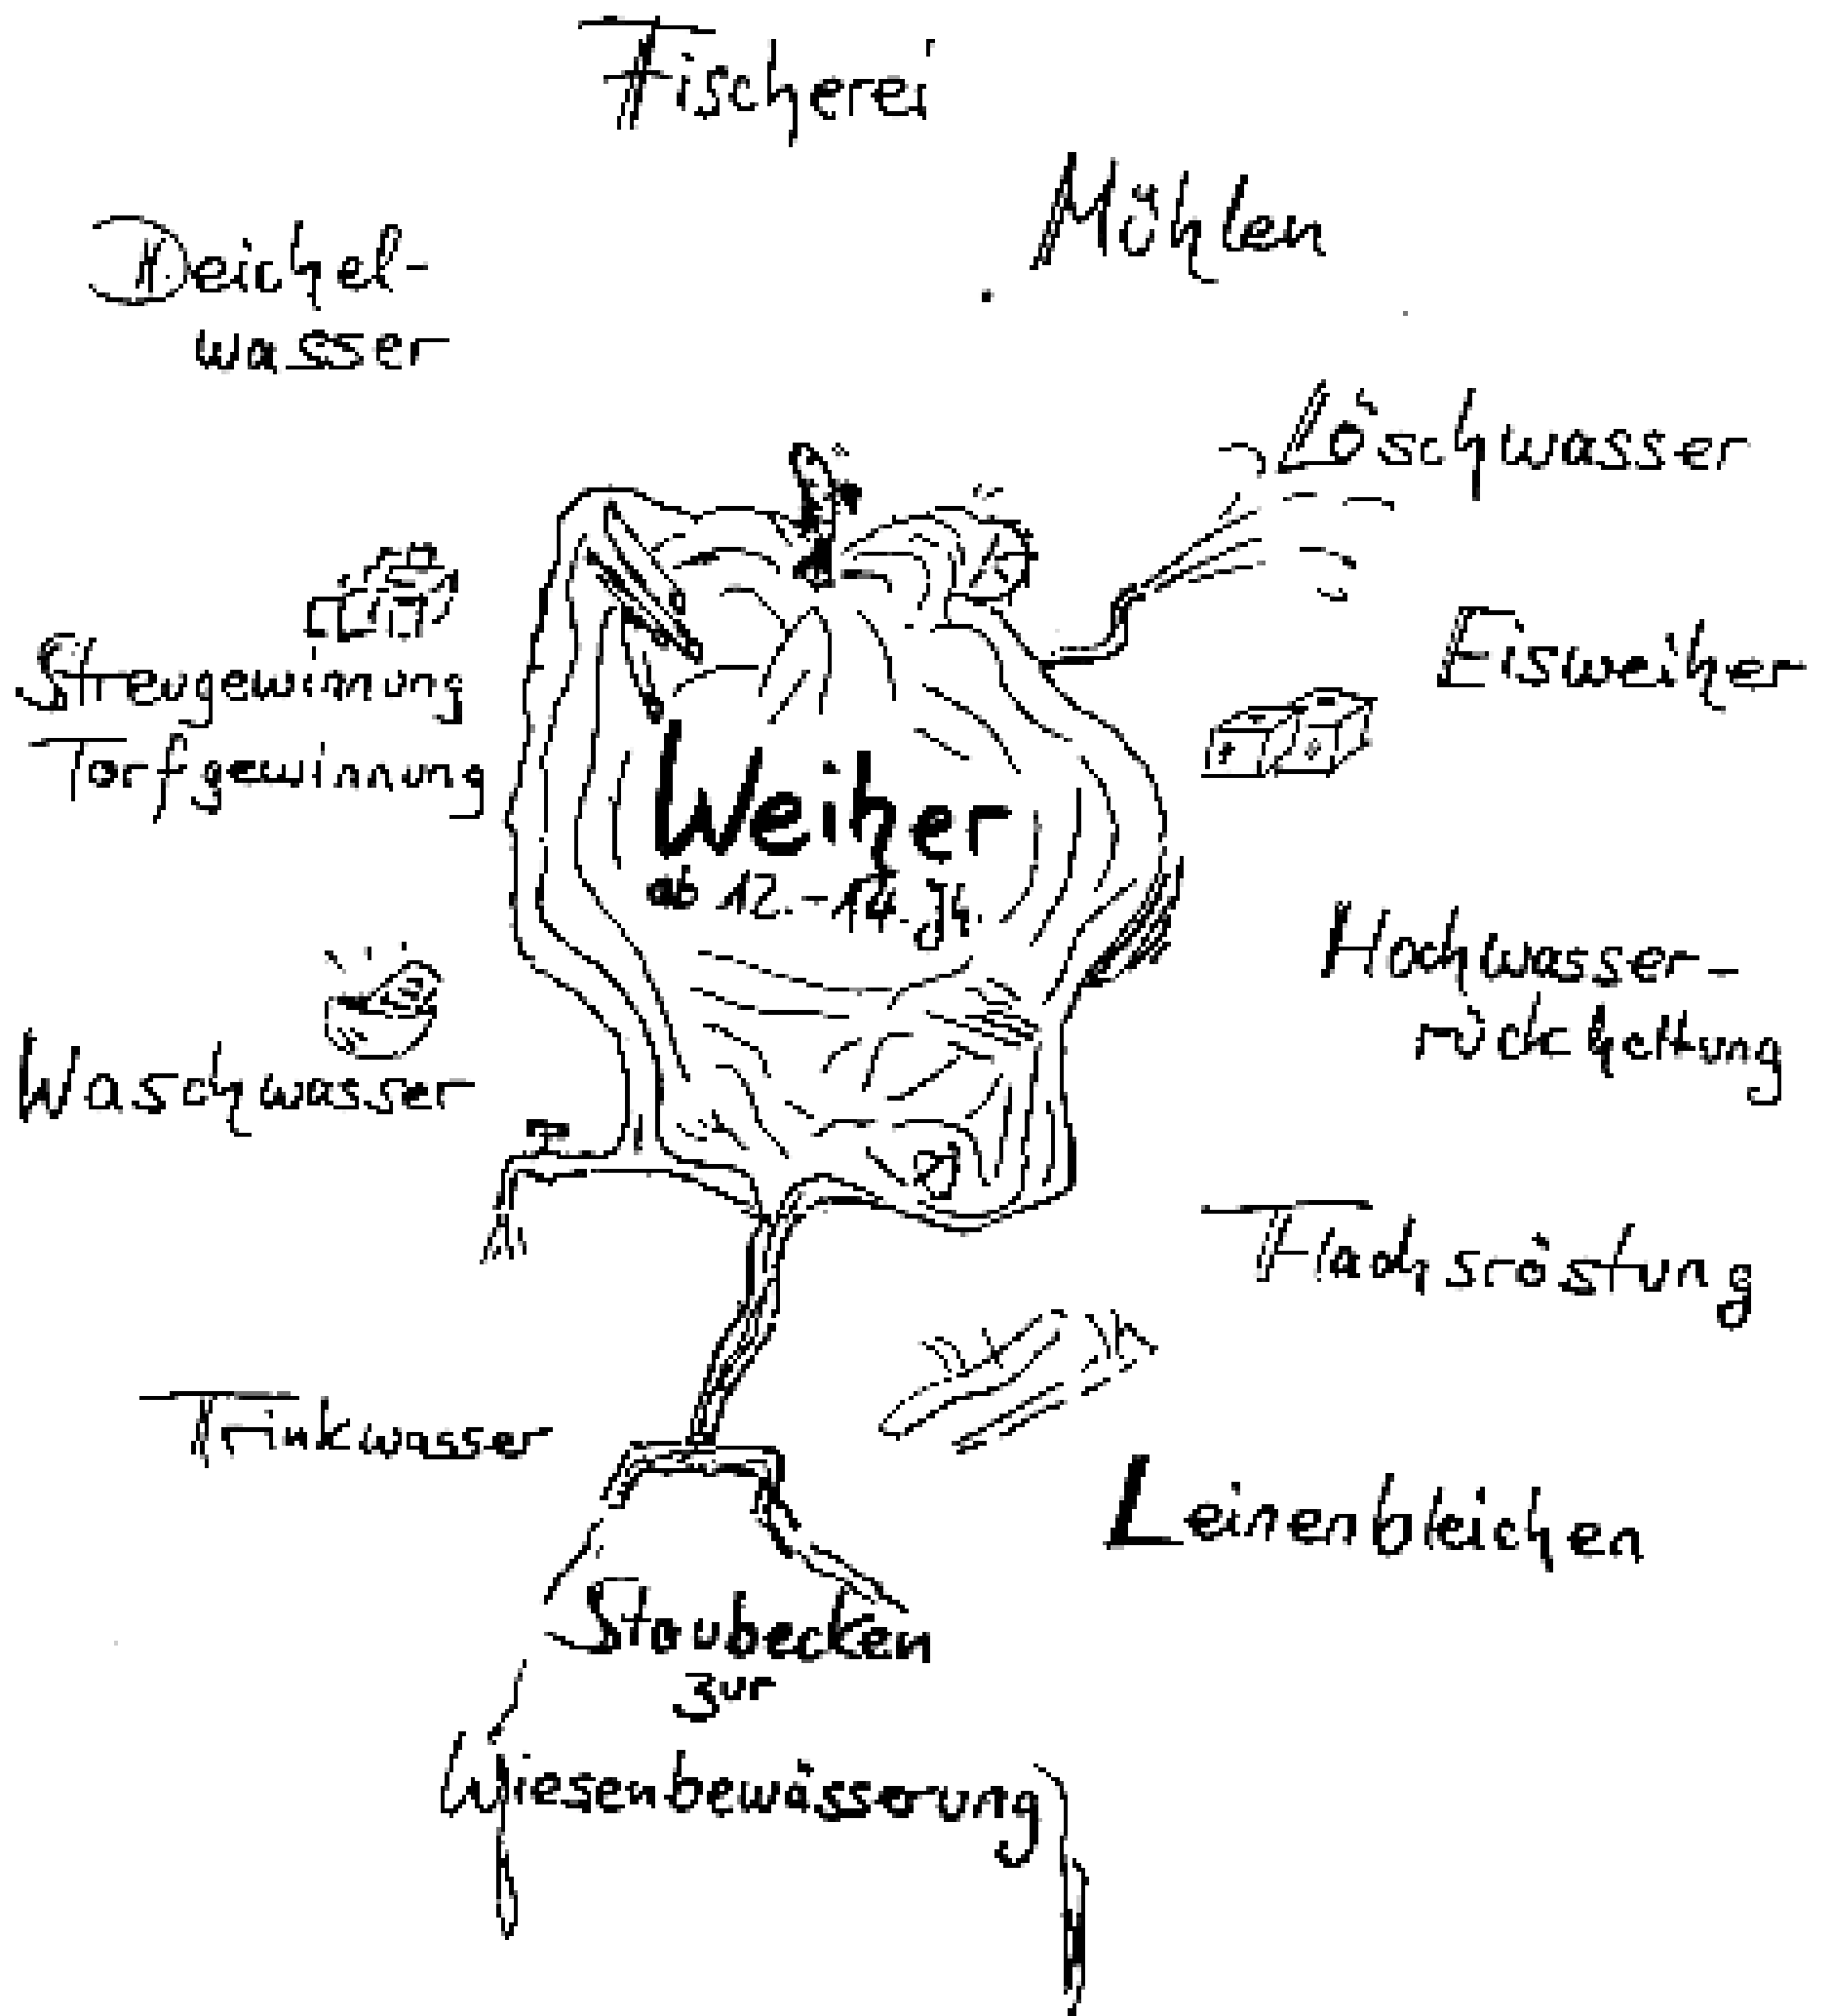 Fischerei
Mühlen
Deichel-
wasser
Löschwasser
Eisweiher
Streugewinnung
Torfgewinnung
Weiher
ab 12.-14. Jh.
Hochwasser-
rückhaltung
Waschwasser
Flachsröstung
Trinkwasser
Leinenbleichen
Staubecken
zur
Wiesenbewässerung